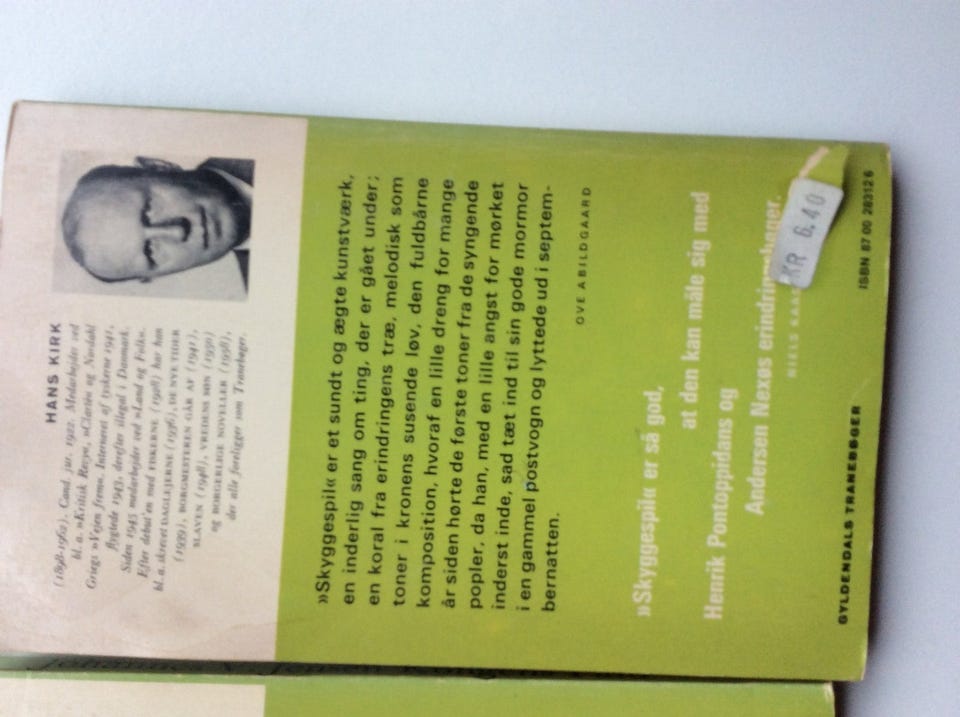 HANS KIRK
(1898-1962). Cand. jur. 1922. Medarbejder ved
bl. a. »Kritisk Revy«, »Clarté« og Nordahl
Griegs »Vejen frem«. Interneret af tyskerne 1941,
flygtede 1943, derefter illegal i Danmark.
Siden 1945 medarbejder ved »Land og Folk«.
Efter debut en med FISKERNE (1928) har han
bl. a. skrevet DAGLEJERNE (1936), DE NYE TIDER
(1939), BORGMESTEREN GÅR AF (1941),
SLAVEN (1948), VREDENS SØN (1950)
og BORGERLIGE NOVELLER (1958),
der alle foreligger som Tranebøger.
»Skyggespil« er et sundt og ægte kunstværk,
en inderlig sang om ting, der er gået under;
en koral fra erindringens træ, melodisk som
toner i kronens susende løv, den fuldbårne
komposition, hvoraf en lille dreng for mange
år siden hørte de første toner fra de syngende
popler, da han, med en lille angst for mørket
inderst inde, sad tæt ind til sin gode mormor
i en gammel postvogn og lyttede ud i septem-
bernatten.
OVE ABILDGAARD
»Skyggespil« er så god,
at den kan måle sig med
Henrik Pontoppidans og
Andersen Nexøs erindringsbøger.
NIELS
KR 6.40
GYLDENDALS TRANEBØGER
ISBN 87 00 28312 6
Johannes V. Jensen